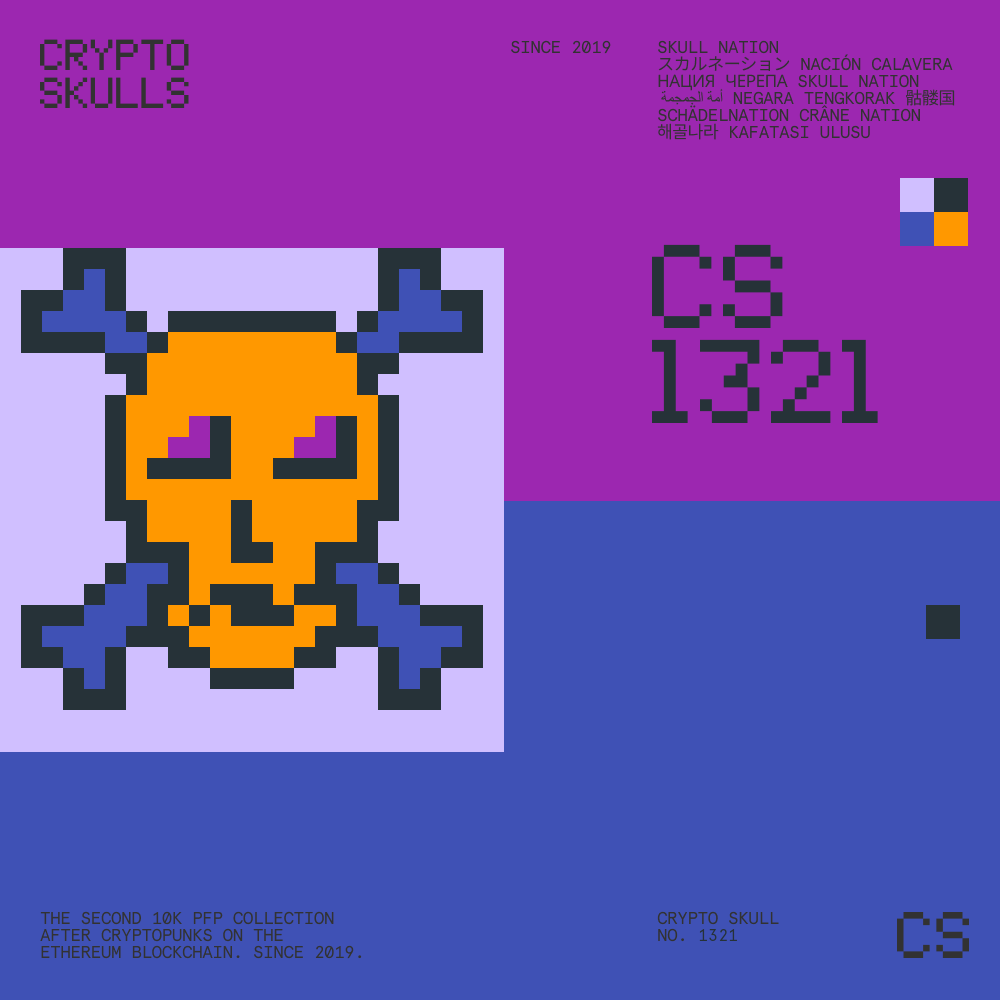 CRYPTO
SKULLS
SINCE 2019
SKULL NATION
スカルネーション NACIÓN CALAVERA
НАЦИЯ ЧЕРЕПА SKULL NATION
أمة الجمجمة NEGARA TENGKORAK 骷髅国
SCHÄDELNATION CRÂNE NATION
해골나라 KAFATASI ULUSU
CS
1321
THE SECOND 10K PFP COLLECTION
AFTER CRYPTOPUNKS ON THE
ETHEREUM BLOCKCHAIN. SINCE 2019.
CRYPTO SKULL
NO. 1321
CS